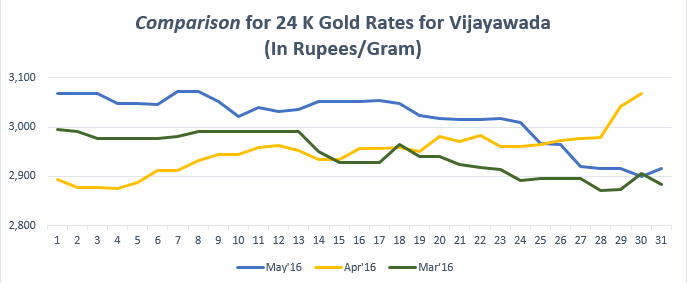 Comparison for 24 K Gold Rates for Vijayawada
(In Rupees/Gram)
3,100
3,000
2,900
2,800
1 2 3 4 5 6 7 8 9 10 11 12 13 14 15 16 17 18 19 20 21 22 23 24 25 26 27 28 29 30 31
May'16 Apr'16 Mar'16